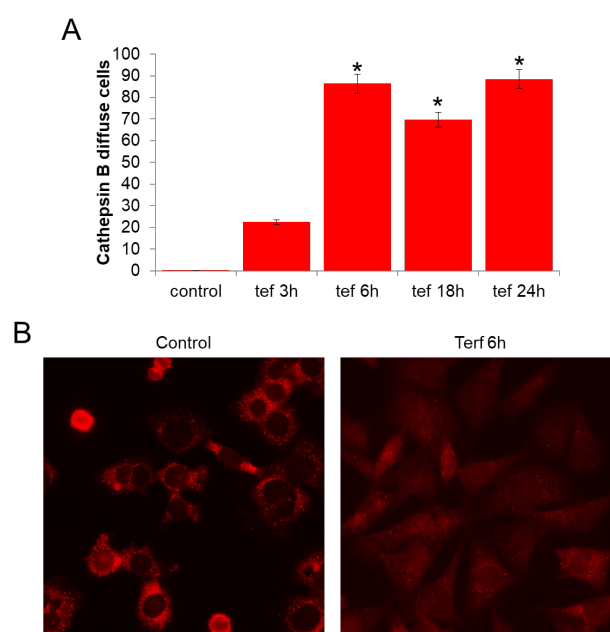 A
Cathepsin B diffuse cells
100
90
80
70
60
50
40
30
20
10
0
*
*
*
control tef 3h tef 6h tef 18h tef 24h
B
Control Terf 6h